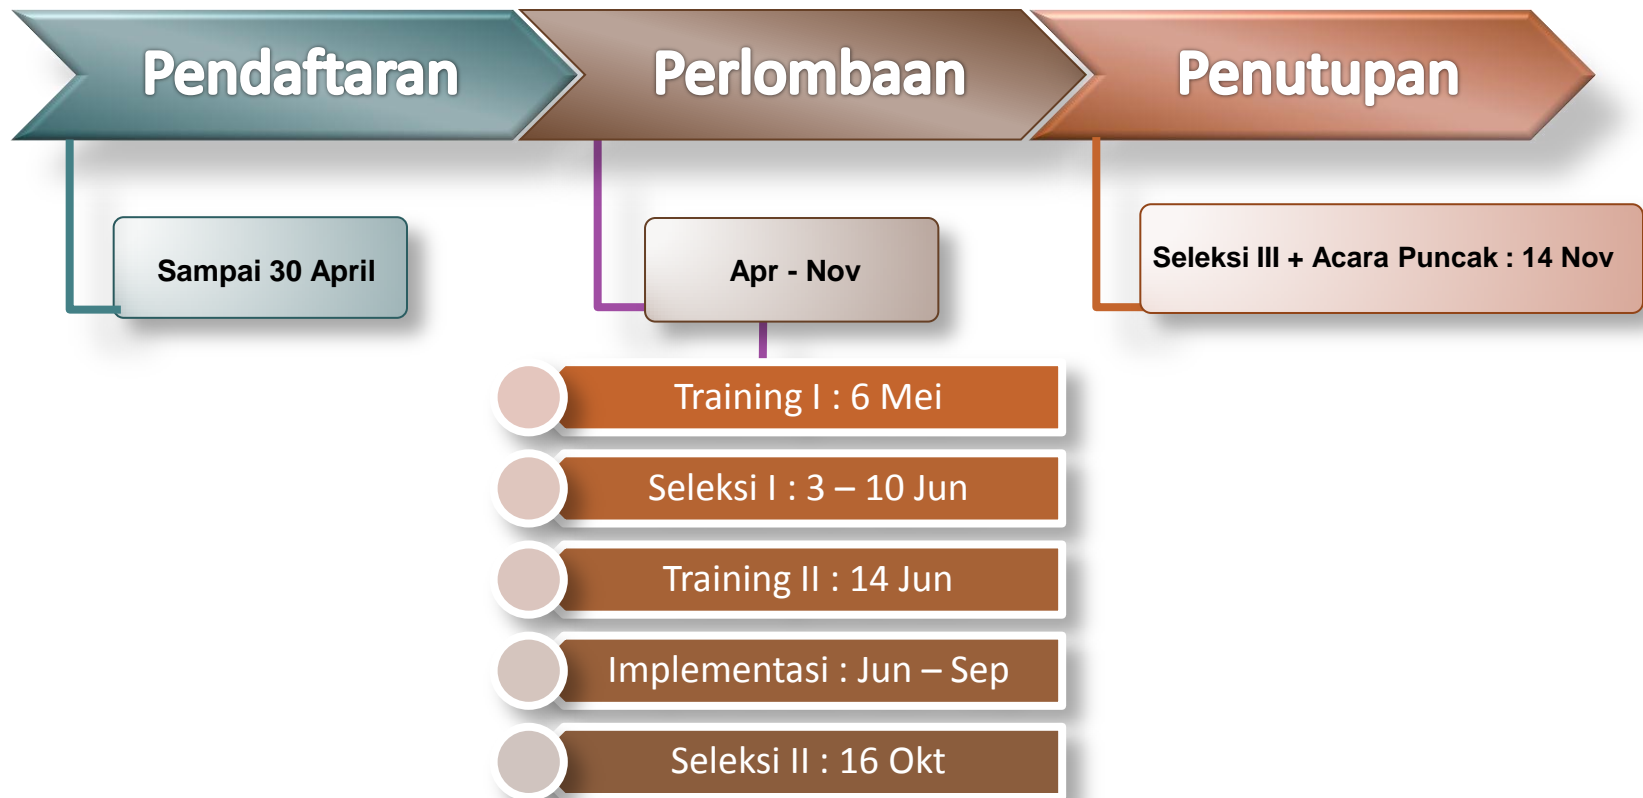 Pendaftaran
Perlombaan
Penutupan
Sampai 30 April
Apr - Nov
Seleksi III + Acara Puncak : 14 Nov
Training I : 6 Mei
Seleksi I : 3 – 10 Jun
Training II : 14 Jun
Implementasi : Jun – Sep
Seleksi II : 16 Okt